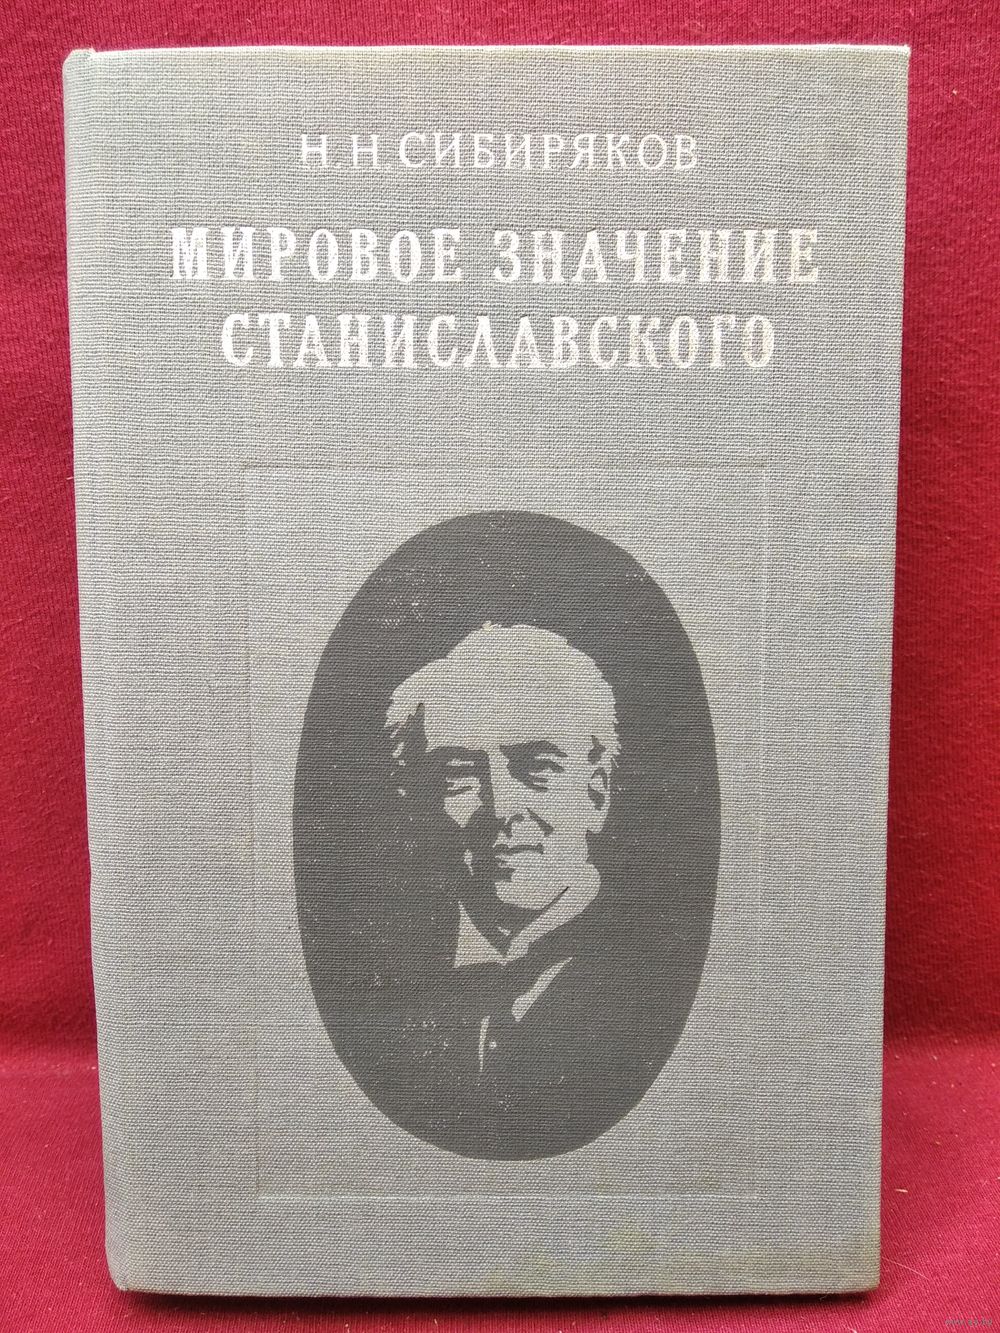 Н. Н. СИБИРЯКОВ
МИРОВОЕ ЗНАЧЕНИЕ
СТАНИСЛАВСКОГО